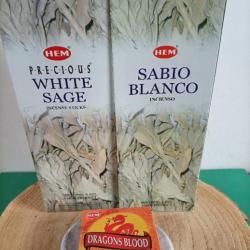 HEM
PRECIOUS
WHITE
SAGE
INCENSE STICKS
HEM
SABIO
BLANCO
INCIENSO
HEM
DRAGONS BLOOD